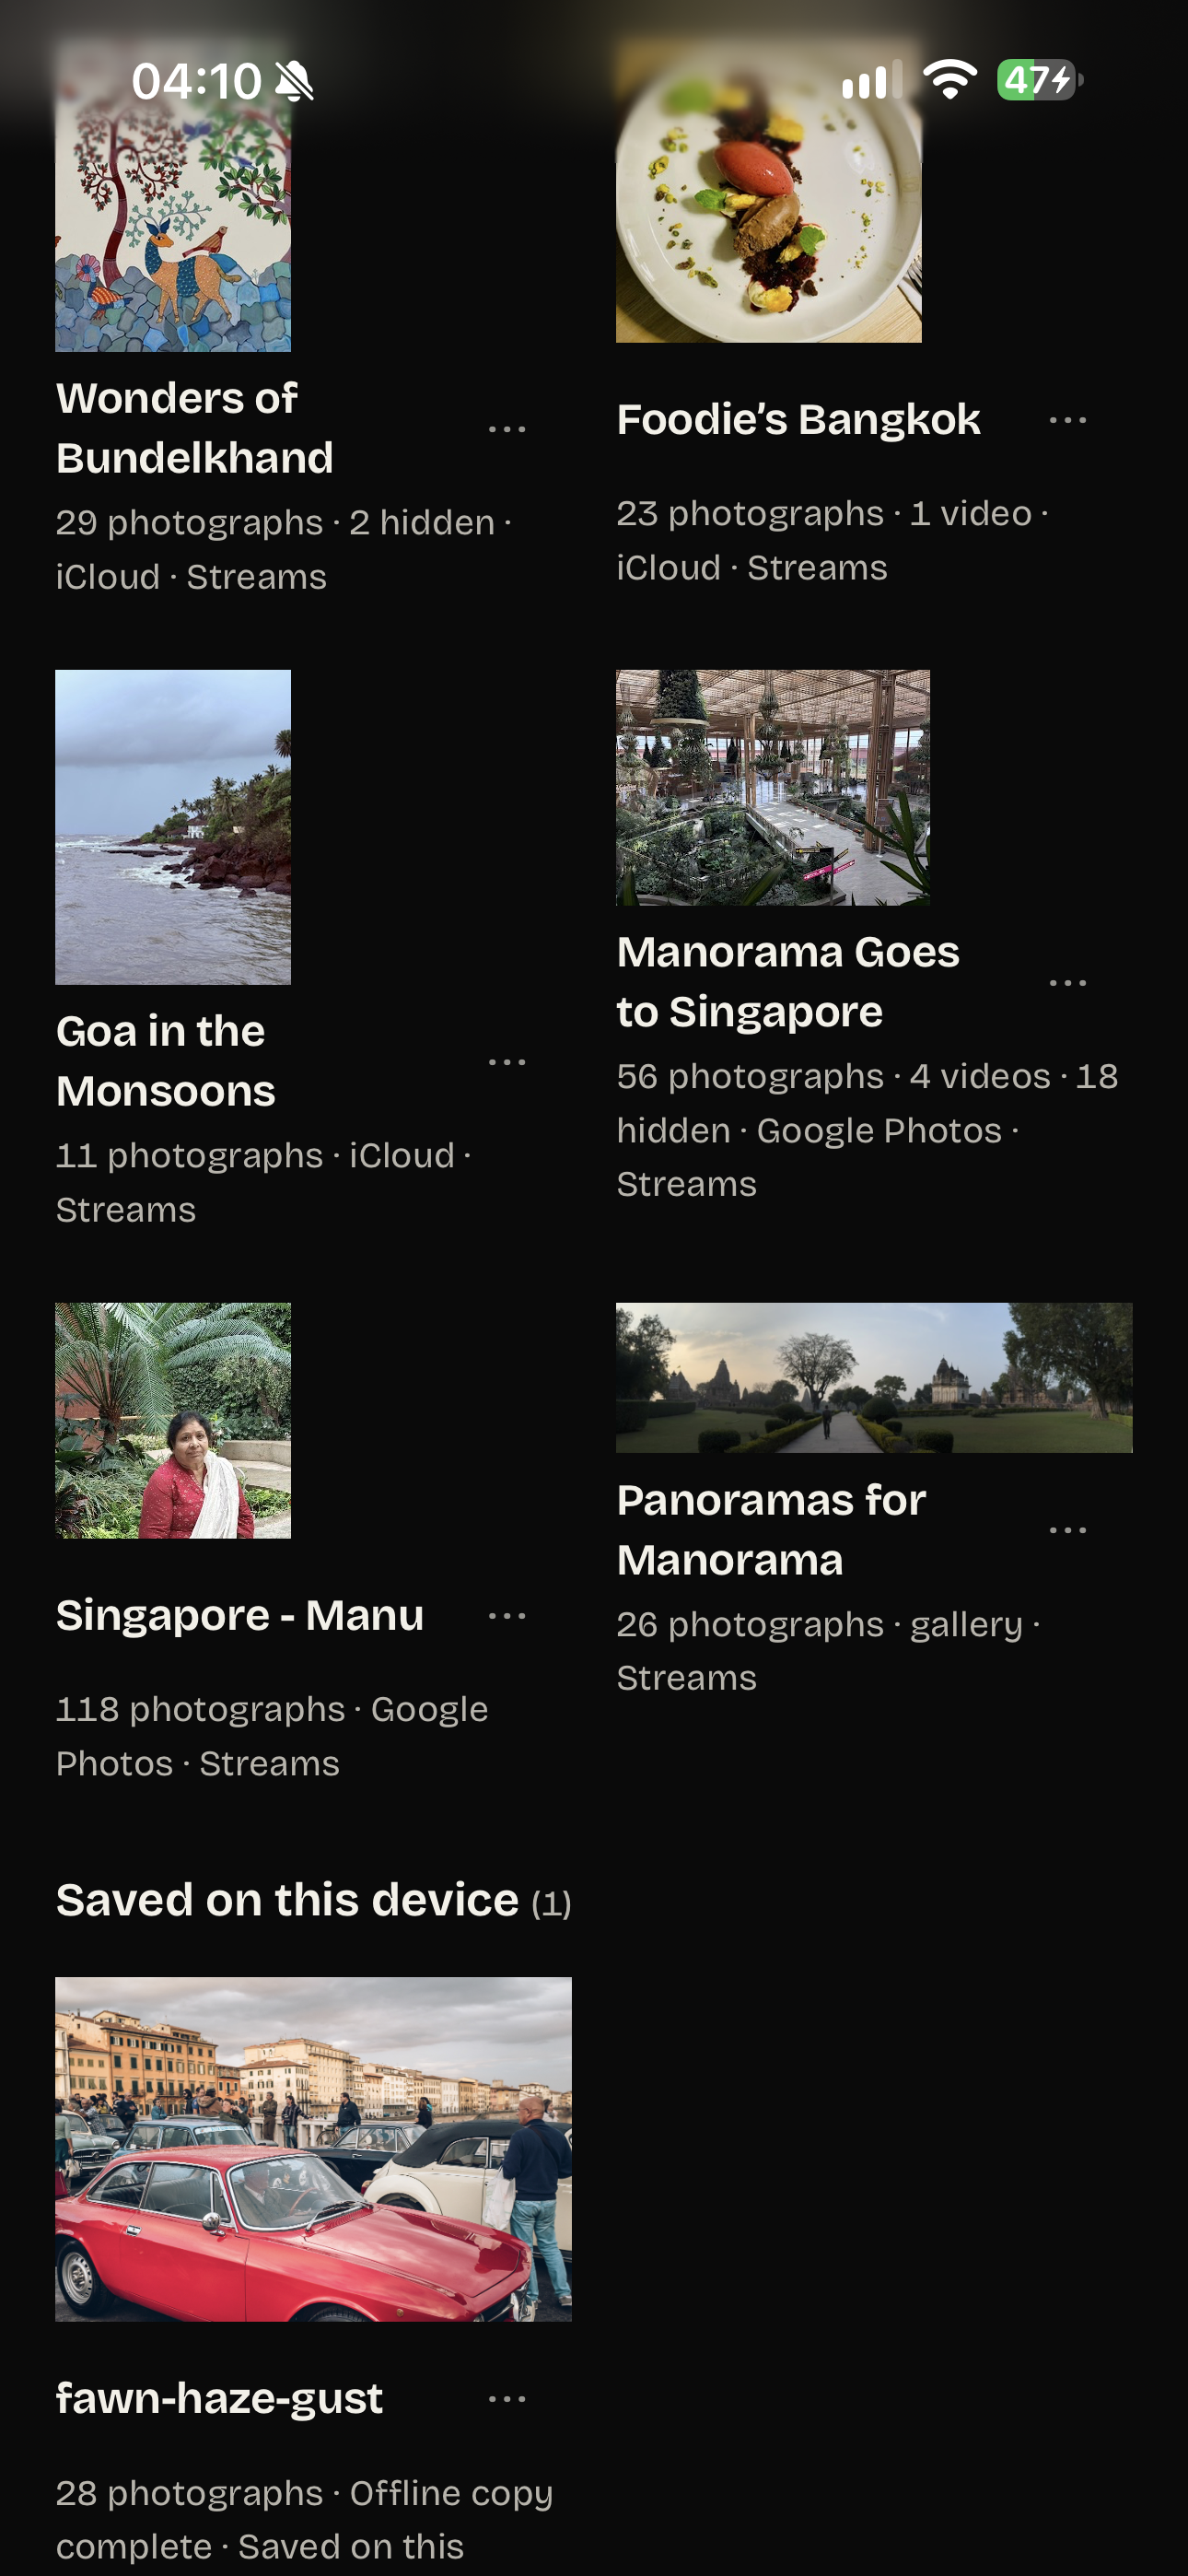 04:10
47
Wonders of
Bundelkhand
...
29 photographs · 2 hidden ·
iCloud · Streams
Foodie’s Bangkok
...
23 photographs · 1 video ·
iCloud · Streams
Goa in the
Monsoons
...
11 photographs · iCloud ·
Streams
Manorama Goes
to Singapore
...
56 photographs · 4 videos · 18
hidden · Google Photos ·
Streams
Singapore - Manu
...
118 photographs · Google
Photos · Streams
Panoramas for
Manorama
...
26 photographs · gallery ·
Streams
Saved on this device (1)
fawn-haze-gust
...
28 photographs · Offline copy
complete · Saved on this